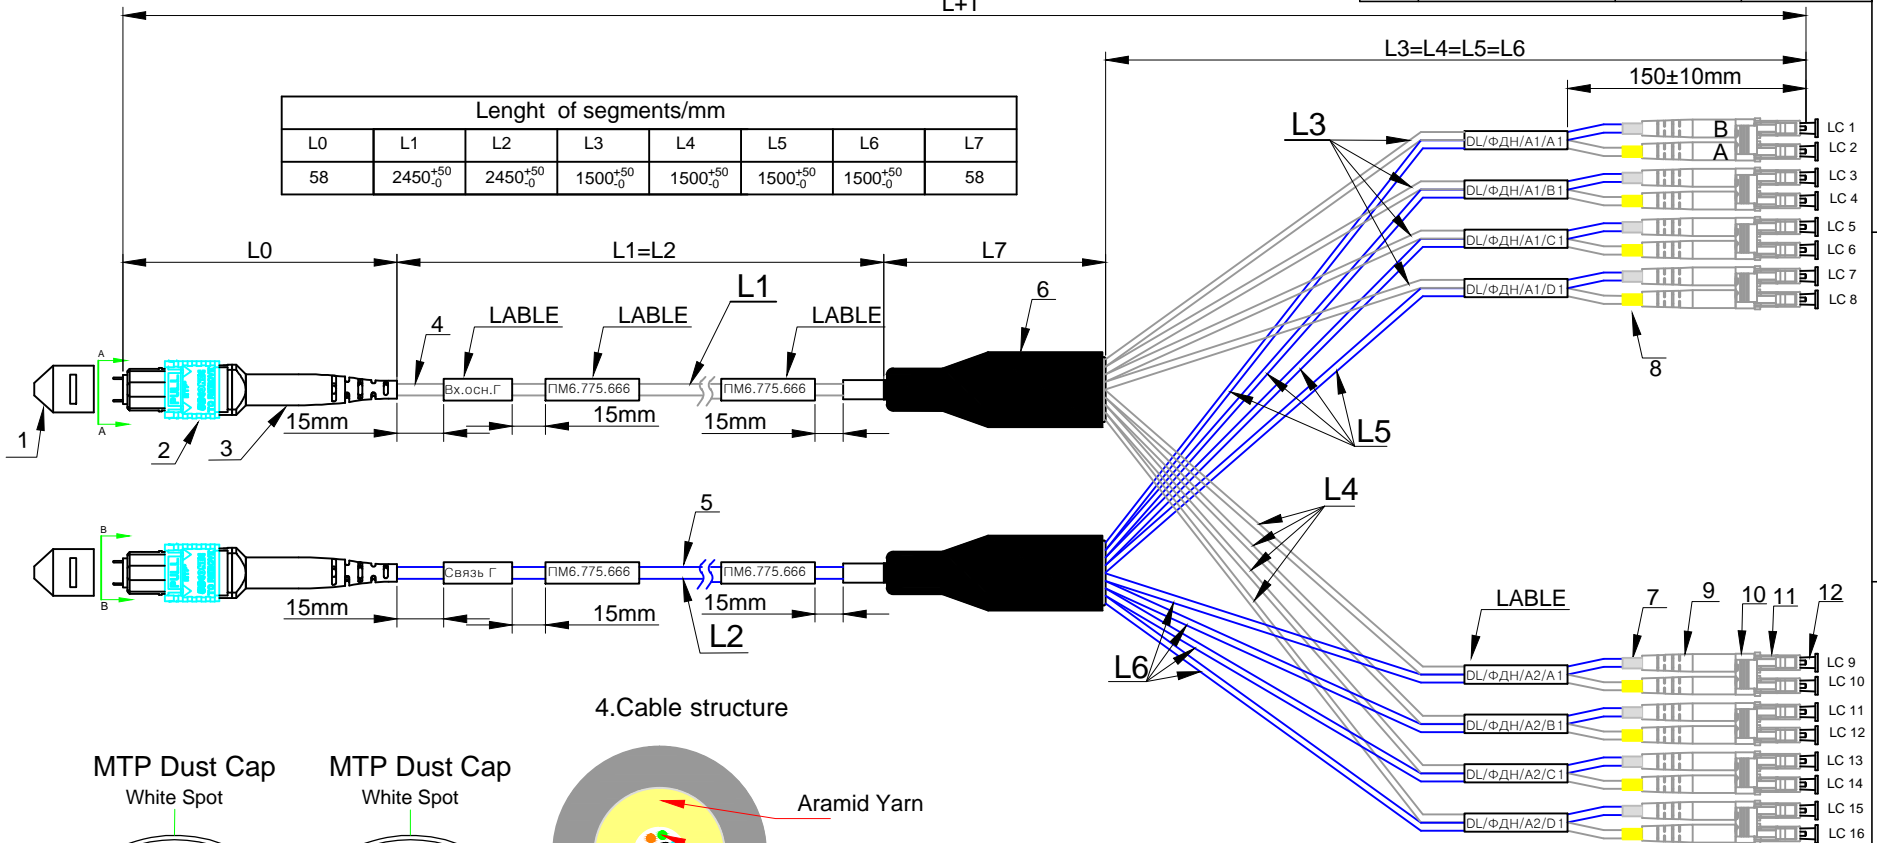 L+1
L3=L4=L5=L6
150±10mm
Lenght of segments/mm
L0 L1 L2 L3 L4 L5 L6 L7
58 2450+50-0 2450+50-0 1500+50-0 1500+50-0 1500+50-0 1500+50-0 58
L3
DL/ФДН/A1/A1
B
A
LC 1
LC 2
DL/ФДН/A1/B1
LC 3
LC 4
DL/ФДН/A1/C1
LC 5
LC 6
DL/ФДН/A1/D1
LC 7
LC 8
8
L0
L1=L2
L7
4
LABLE
LABLE
L1
LABLE
6
A
Вх.осн.Г
ПМ6.775.666
ПМ6.775.666
A
1
2
3
15mm
15mm
15mm
L5
L4
5
B
Связь Г
ПМ6.775.666
ПМ6.775.666
B
15mm
15mm
15mm
L2
L6
LABLE
7
9
10
11
12
DL/ФДН/A2/A1
LC 9
LC 10
DL/ФДН/A2/B1
LC 11
LC 12
DL/ФДН/A2/C1
LC 13
LC 14
DL/ФДН/A2/D1
LC 15
LC 16
4.Cable structure
MTP Dust Cap
White Spot
MTP Dust Cap
White Spot
Aramid Yarn